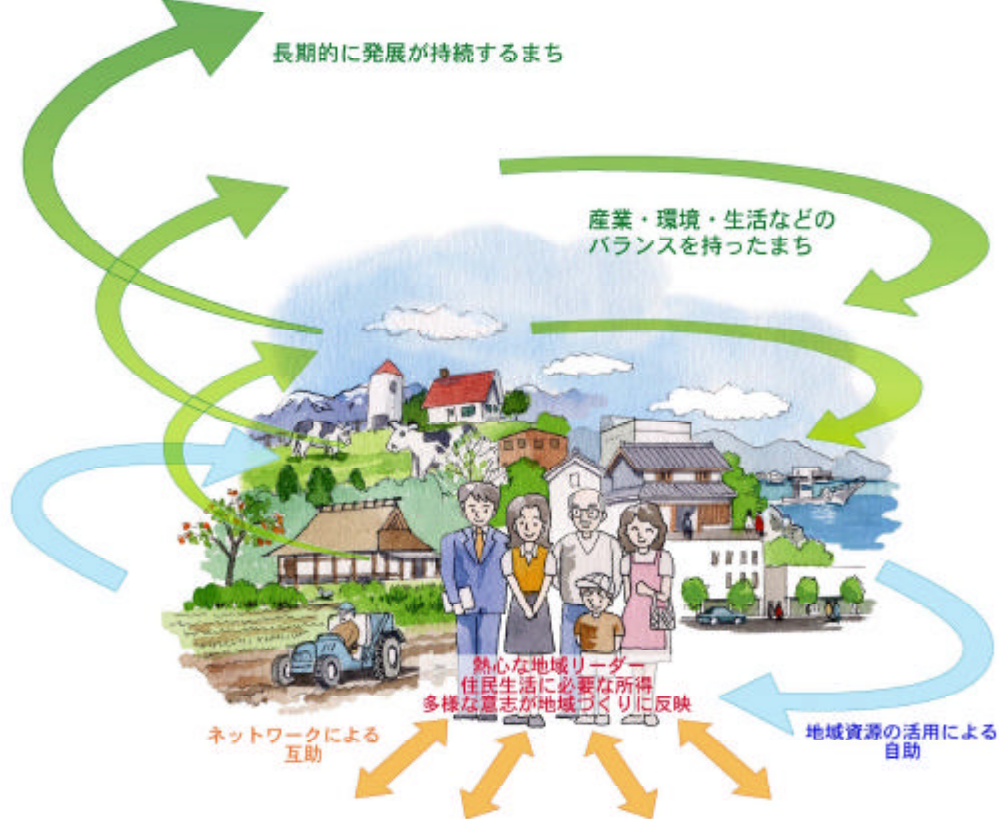 長期的に発展が持続するまち
産業・環境・生活などの
バランスを持ったまち
熱心な地域リーダー
住民生活に必要な所得
多様な意志が地域づくりに反映
ネットワークによる
互助
地域資源の活用による
自助